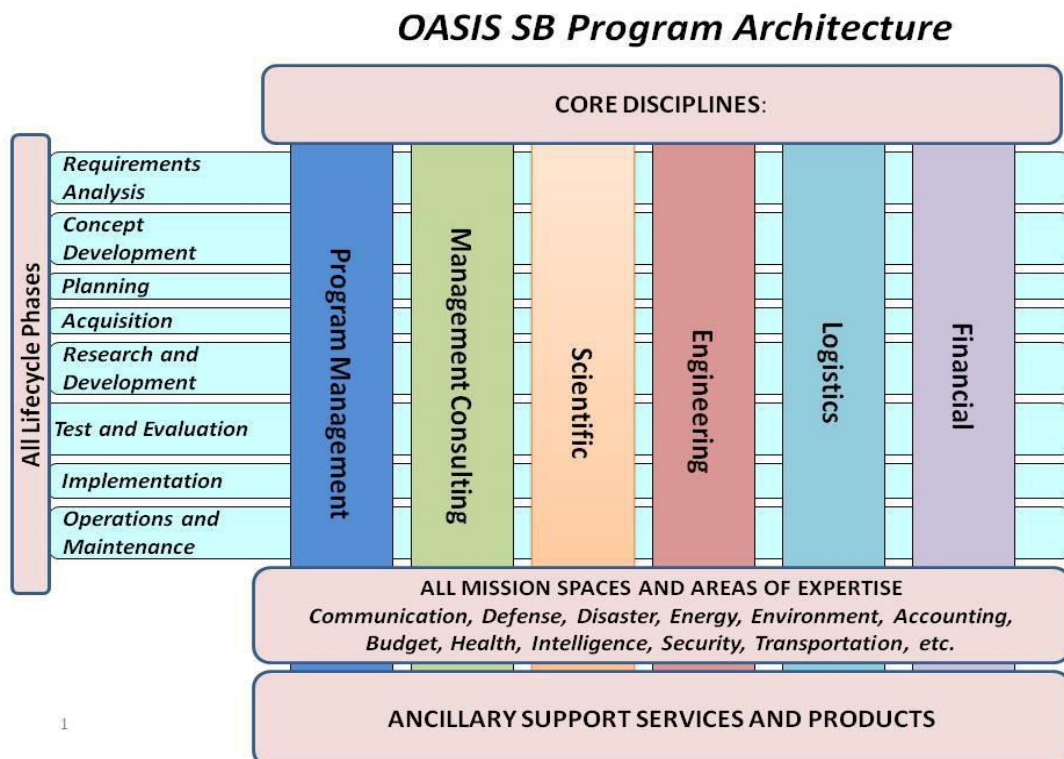 OASIS SB Program Architecture
CORE DISCIPLINES:
All Lifecycle Phases
Requirements
Analysis
Concept
Development
Planning
Acquisition
Research and
Development
Test and Evaluation
Implementation
Operations and
Maintenance
Program Management
Management Consulting
Scientific
Engineering
Logistics
Financial
ALL MISSION SPACES AND AREAS OF EXPERTISE
Communication, Defense, Disaster, Energy, Environment, Accounting,
Budget, Health, Intelligence, Security, Transportation, etc.
ANCILLARY SUPPORT SERVICES AND PRODUCTS
1